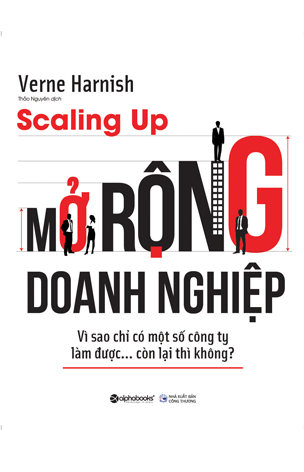 Verne Harnish
Thảo Nguyên dịch
Scaling Up
MỞ RỘNG
DOANH NGHIỆP
Vì sao chỉ có một số công ty
làm được... còn lại thì không?
alphabooks
NHÀ XUẤT BẢN
CÔNG THƯƠNG